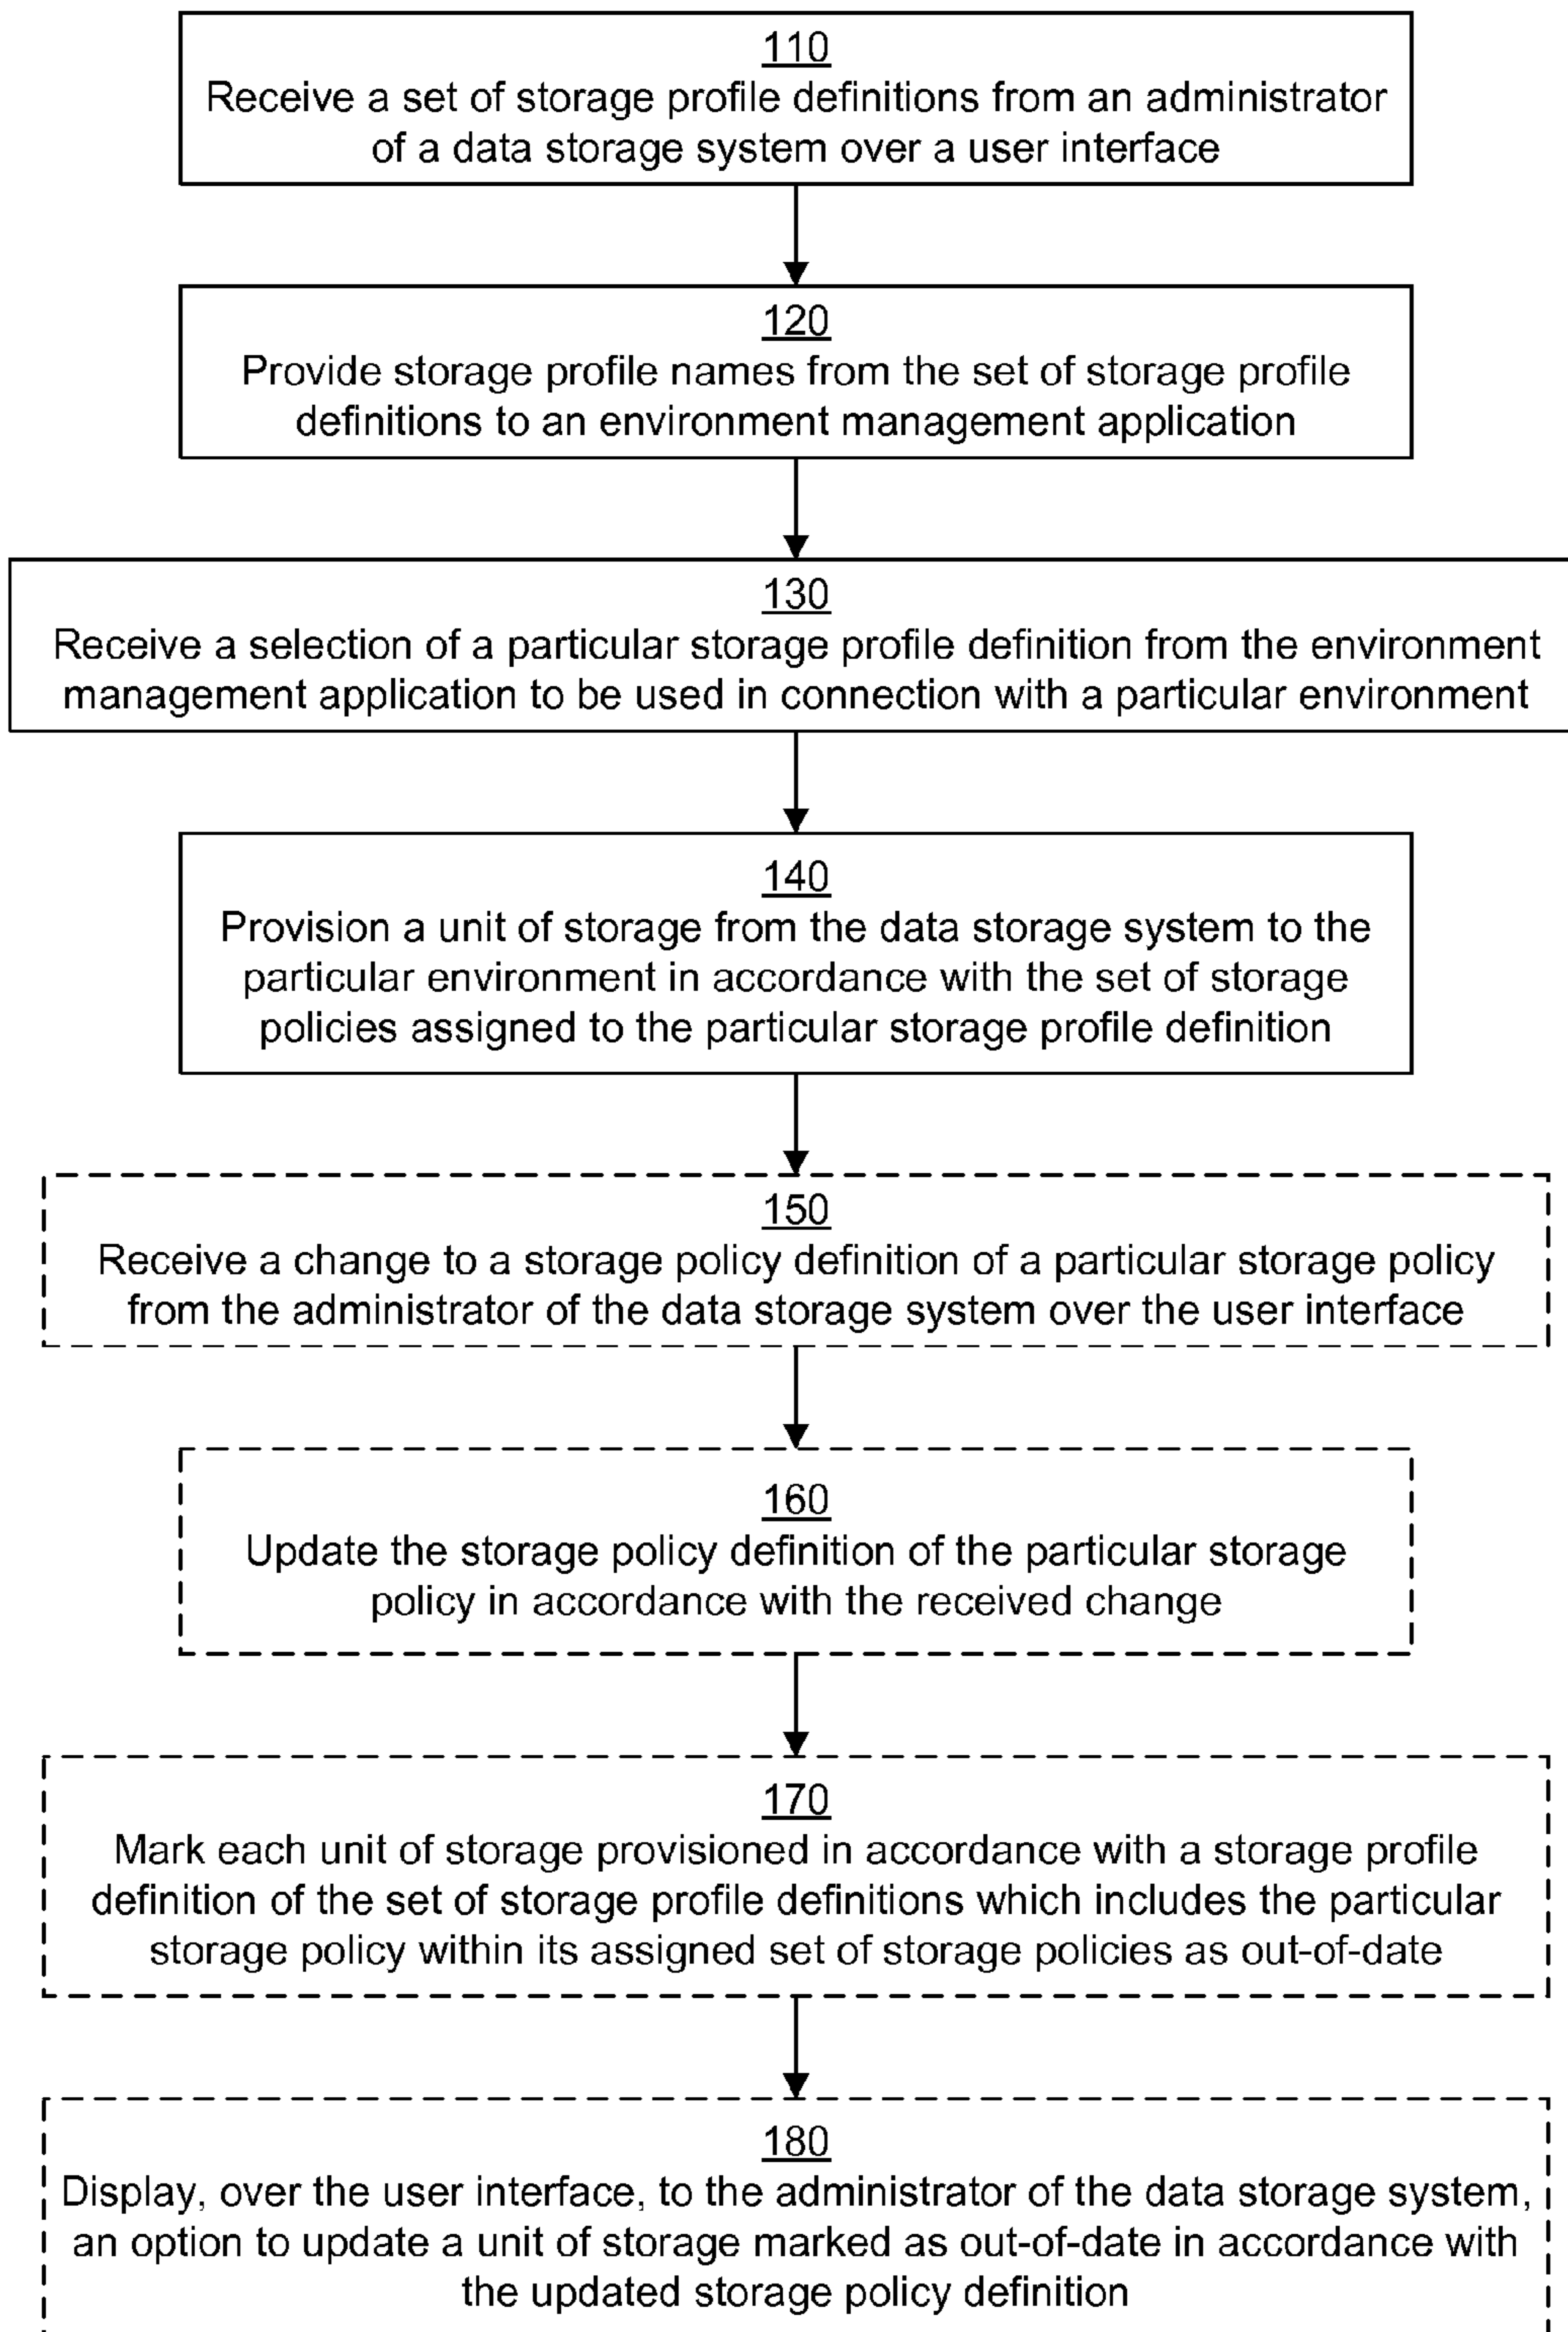 110
Receive a set of storage profile definitions from an administrator
of a data storage system over a user interface
120
Provide storage profile names from the set of storage profile
definitions to an environment management application
130
Receive a selection of a particular storage profile definition from the environment
management application to be used in connection with a particular environment
140
Provision a unit of storage from the data storage system to the
particular environment in accordance with the set of storage
policies assigned to the particular storage profile definition
150
Receive a change to a storage policy definition of a particular storage policy
from the administrator of the data storage system over the user interface
160
Update the storage policy definition of the particular storage
policy in accordance with the received change
170
Mark each unit of storage provisioned in accordance with a storage profile
definition of the set of storage profile definitions which includes the particular
storage policy within its assigned set of storage policies as out-of-date
180
Display, over the user interface, to the administrator of the data storage system,
an option to update a unit of storage marked as out-of-date in accordance with
the updated storage policy definition